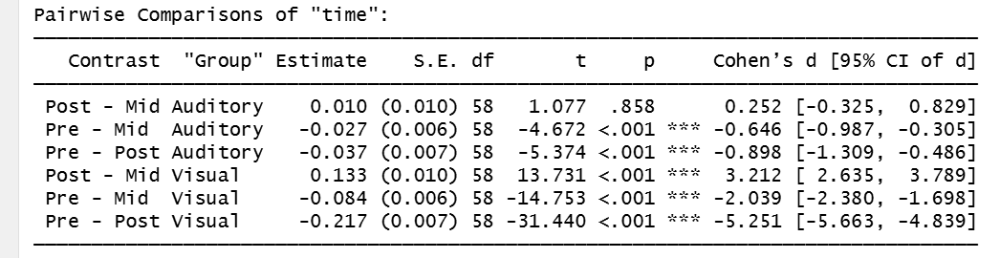 Pairwise Comparisons of "time":
Contrast "Group" Estimate S.E. df t p Cohen’s d [95% CI of d]
Post - Mid Auditory 0.010 (0.010) 58 1.077 .858 0.252 [-0.325, 0.829]
Pre - Mid Auditory -0.027 (0.006) 58 -4.672 <.001 *** -0.646 [-0.987, -0.305]
Pre - Post Auditory -0.037 (0.007) 58 -5.374 <.001 *** -0.898 [-1.309, -0.486]
Post - Mid Visual 0.133 (0.010) 58 13.731 <.001 *** 3.212 [ 2.635, 3.789]
Pre - Mid Visual -0.084 (0.006) 58 -14.753 <.001 *** -2.039 [-2.380, -1.698]
Pre - Post Visual -0.217 (0.007) 58 -31.440 <.001 *** -5.251 [-5.663, -4.839]